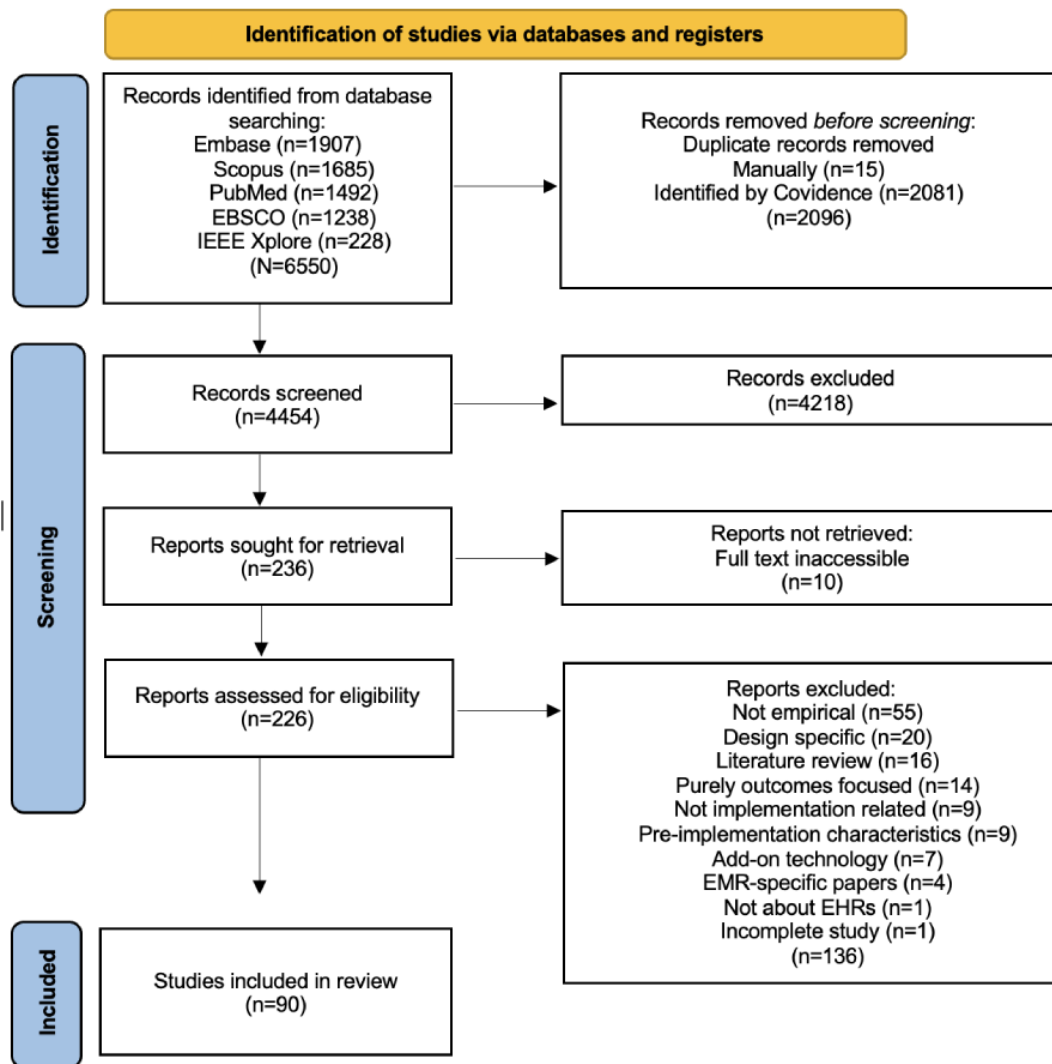 Identification of studies via databases and registers
Identification
Records identified from database
searching:
Embase (n=1907)
Scopus (n=1685)
PubMed (n=1492)
EBSCO (n=1238)
IEEE Xplore (n=228)
(N=6550)
Records removed before screening:
Duplicate records removed
Manually (n=15)
Identified by Covidence (n=2081)
(n=2096)
Screening
Records screened
(n=4454)
Records excluded
(n=4218)
Reports sought for retrieval
(n=236)
Reports not retrieved:
Full text inaccessible
(n=10)
Reports assessed for eligibility
(n=226)
Reports excluded:
Not empirical (n=55)
Design specific (n=20)
Literature review (n=16)
Purely outcomes focused (n=14)
Not implementation related (n=9)
Pre-implementation characteristics (n=9)
Add-on technology (n=7)
EMR-specific papers (n=4)
Not about EHRs (n=1)
Incomplete study (n=1)
(n=136)
Included
Studies included in review
(n=90)